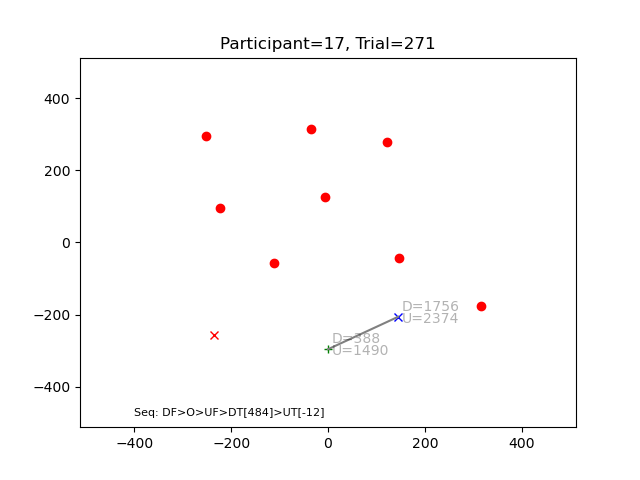 Participant=17, Trial=271
400
200
0
−200
−400
D=1756
U=2374
D=388
U=1490
Seq: DF>O>UF>DT[484]>UT[-12]
−400
−200
0
200
400